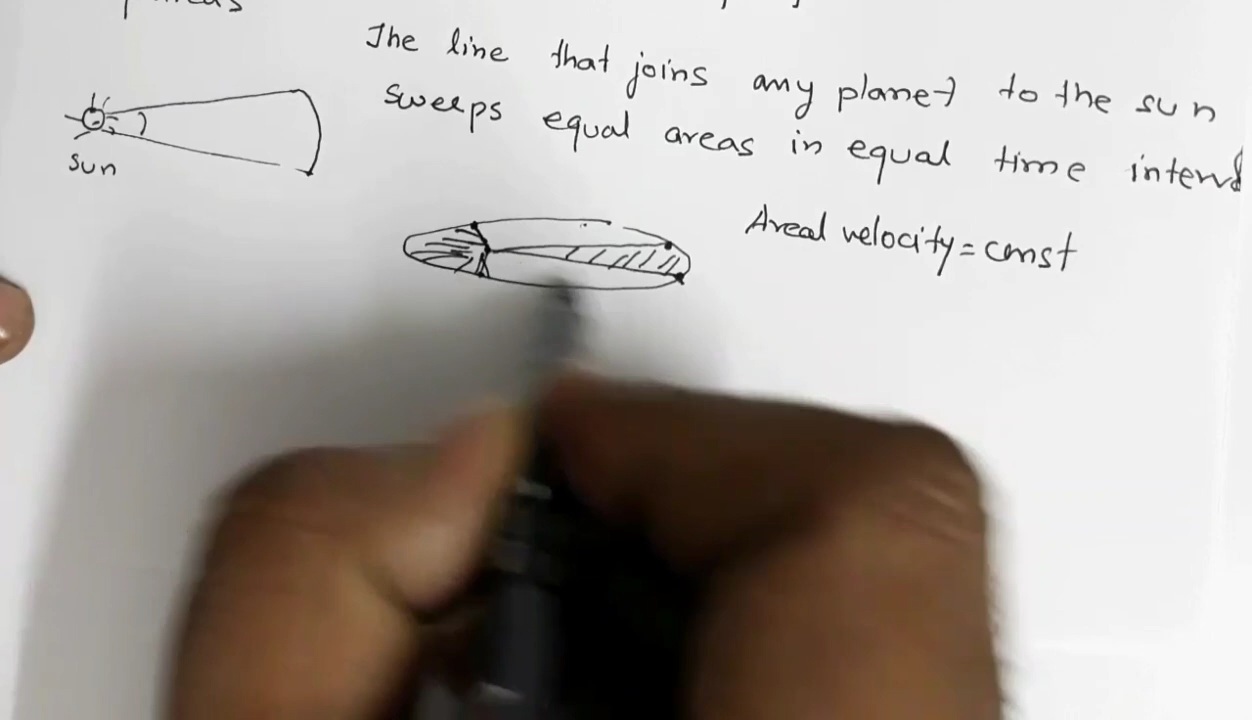 The line that joins any planet to the sun
sweeps equal areas in equal time interval
sun
Areal velocity = const